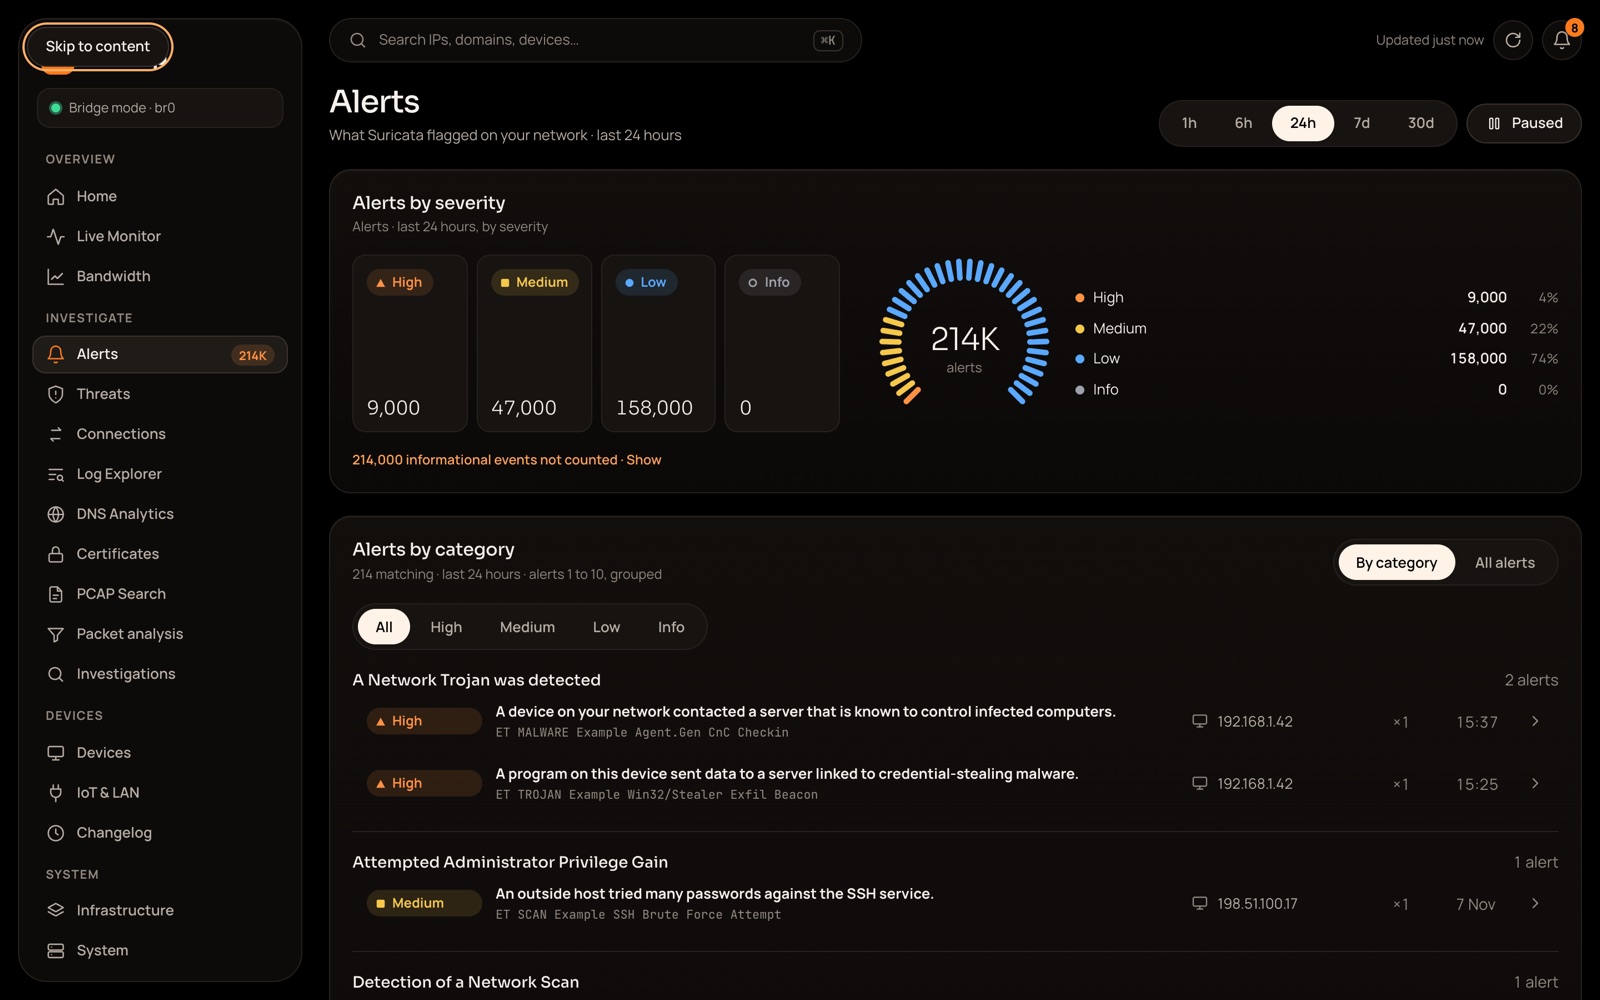 Skip to content
Search IPs, domains, devices...
⌘K
Updated just now
8
Bridge mode · br0
OVERVIEW
Home
Live Monitor
Bandwidth
INVESTIGATE
Alerts
214K
Threats
Connections
Log Explorer
DNS Analytics
Certificates
PCAP Search
Packet analysis
Investigations
DEVICES
Devices
IoT & LAN
Changelog
SYSTEM
Infrastructure
System
Alerts
What Suricata flagged on your network · last 24 hours
1h 6h 24h 7d 30d
Paused
Alerts by severity
Alerts · last 24 hours, by severity
High
9,000
Medium
47,000
Low
158,000
Info
0
214K
alerts
High 9,000 4%
Medium 47,000 22%
Low 158,000 74%
Info 0 0%
214,000 informational events not counted · Show
Alerts by category
214 matching · last 24 hours · alerts 1 to 10, grouped
By category All alerts
All High Medium Low Info
A Network Trojan was detected 2 alerts
High
A device on your network contacted a server that is known to control infected computers.
ET MALWARE Example Agent.Gen CnC Checkin
192.168.1.42 ×1 15:37
High
A program on this device sent data to a server linked to credential-stealing malware.
ET TROJAN Example Win32/Stealer Exfil Beacon
192.168.1.42 ×1 15:25
Attempted Administrator Privilege Gain 1 alert
Medium
An outside host tried many passwords against the SSH service.
ET SCAN Example SSH Brute Force Attempt
198.51.100.17 ×1 7 Nov
Detection of a Network Scan 1 alert